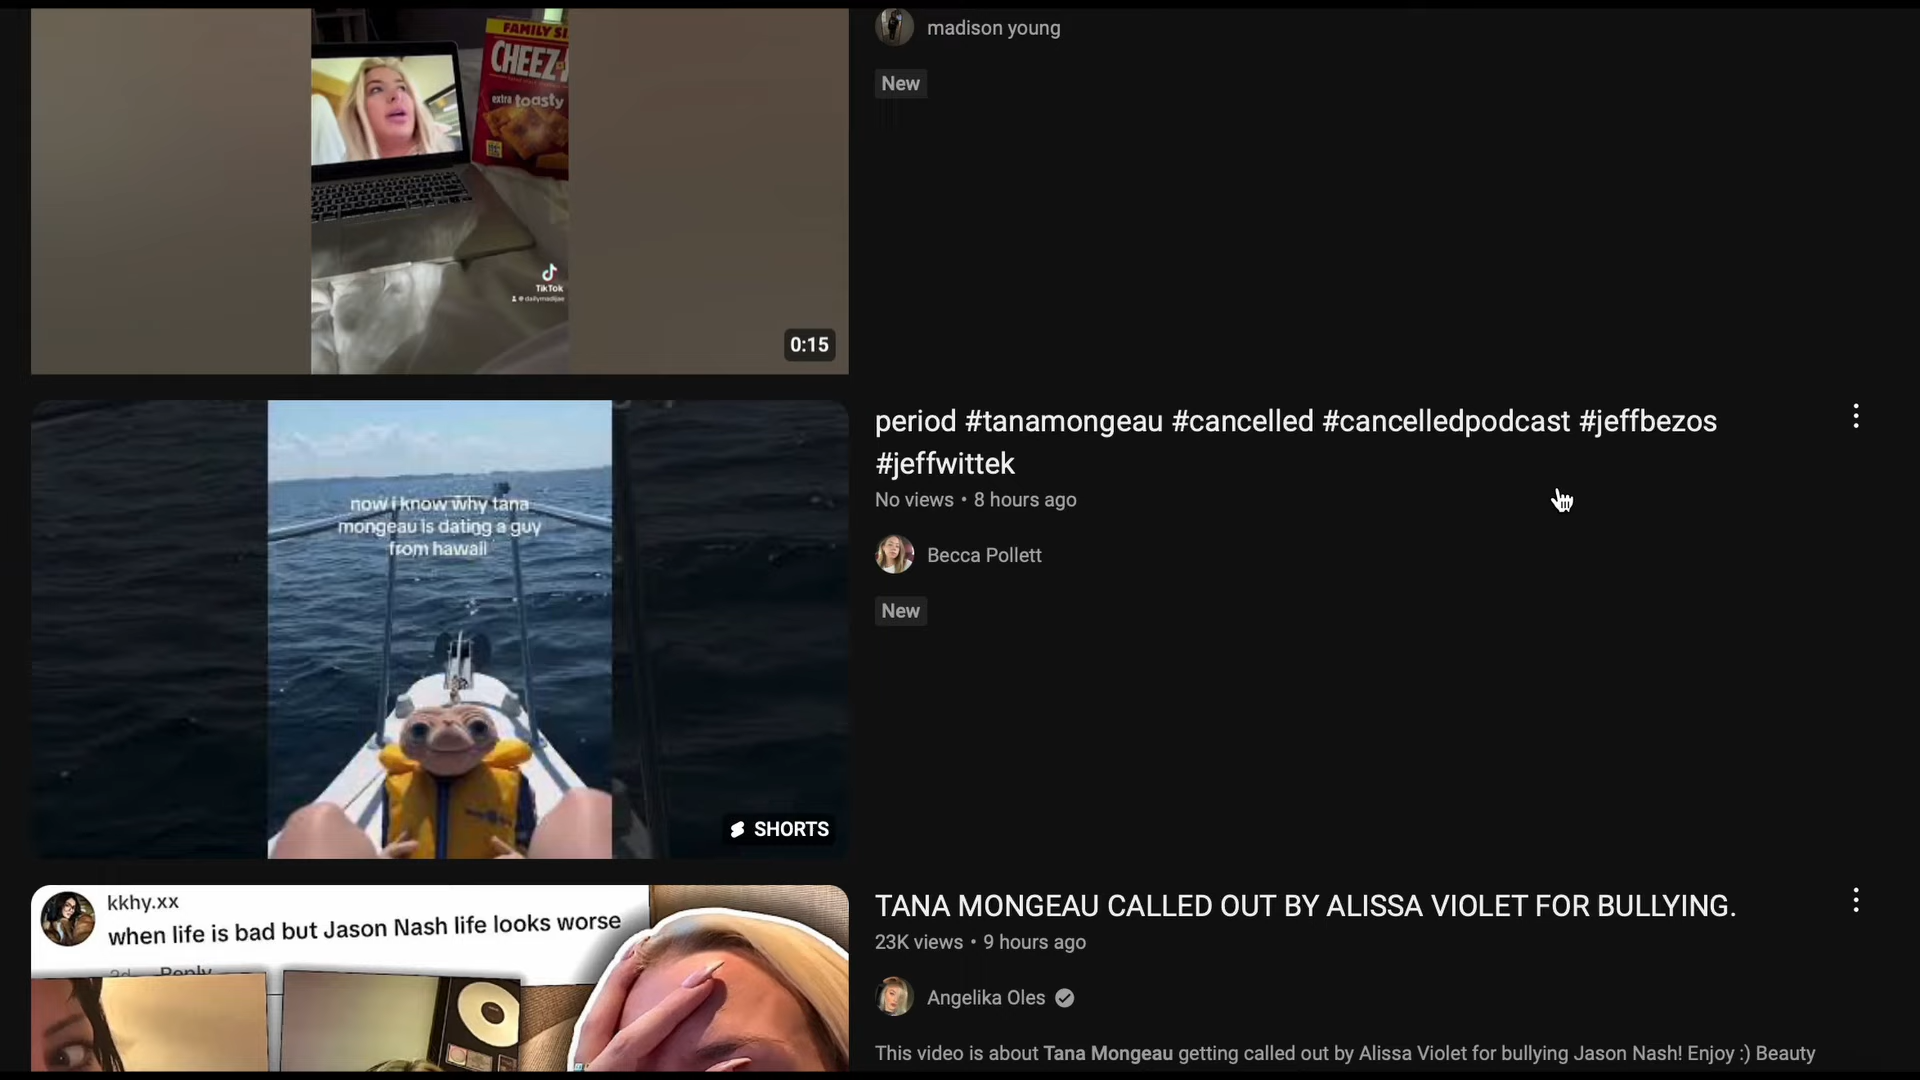 madison young
New
FAMILY SI
CHEEZ-
extra toasty
TikTok
@dailymadijae
0:15
period #tanamongeau #cancelled #cancelledpodcast #jeffbezos
#jeffwittek
No views • 8 hours ago
Becca Pollett
New
now i know why tana
mongeau is dating a guy
from hawaii
SHORTS
kkhy.xx
when life is bad but Jason Nash life looks worse
2d Reply
TANA MONGEAU CALLED OUT BY ALISSA VIOLET FOR BULLYING.
23K views • 9 hours ago
Angelika Oles
This video is about Tana Mongeau getting called out by Alissa Violet for bullying Jason Nash! Enjoy :) Beauty